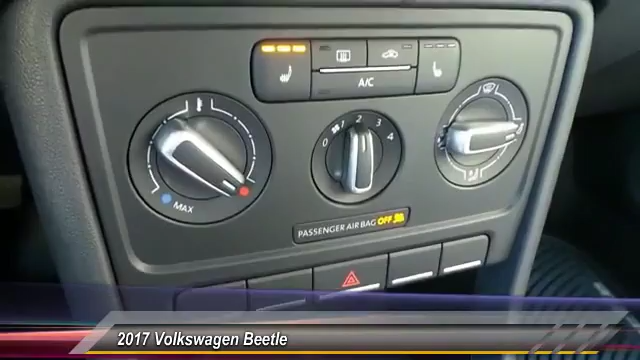 A/C
0 1 2 3 4
MAX
PASSENGER AIR BAG OFF
2017 Volkswagen Beetle